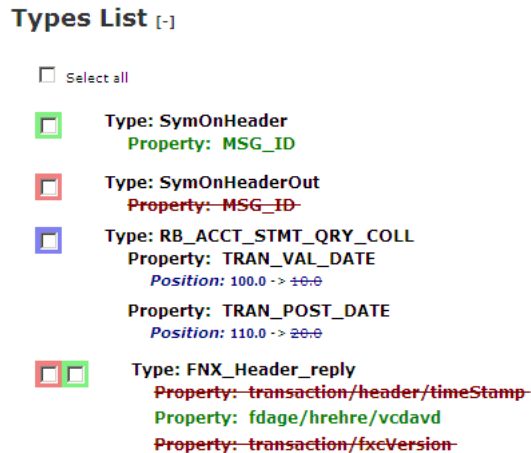 Types List [-]
Select all
Type: SymOnHeader
Property: MSG_ID
Type: SymOnHeaderOut
Property: MSG_ID
Type: RB_ACCT_STMT_QRY_COLL
Property: TRAN_VAL_DATE
Position: 100.0 -> 10.0
Property: TRAN_POST_DATE
Position: 110.0 -> 20.0
Type: FNX_Header_reply
Property: transaction/header/timeStamp
Property: fdage/hrehre/vcdavd
Property: transaction/fxcVersion